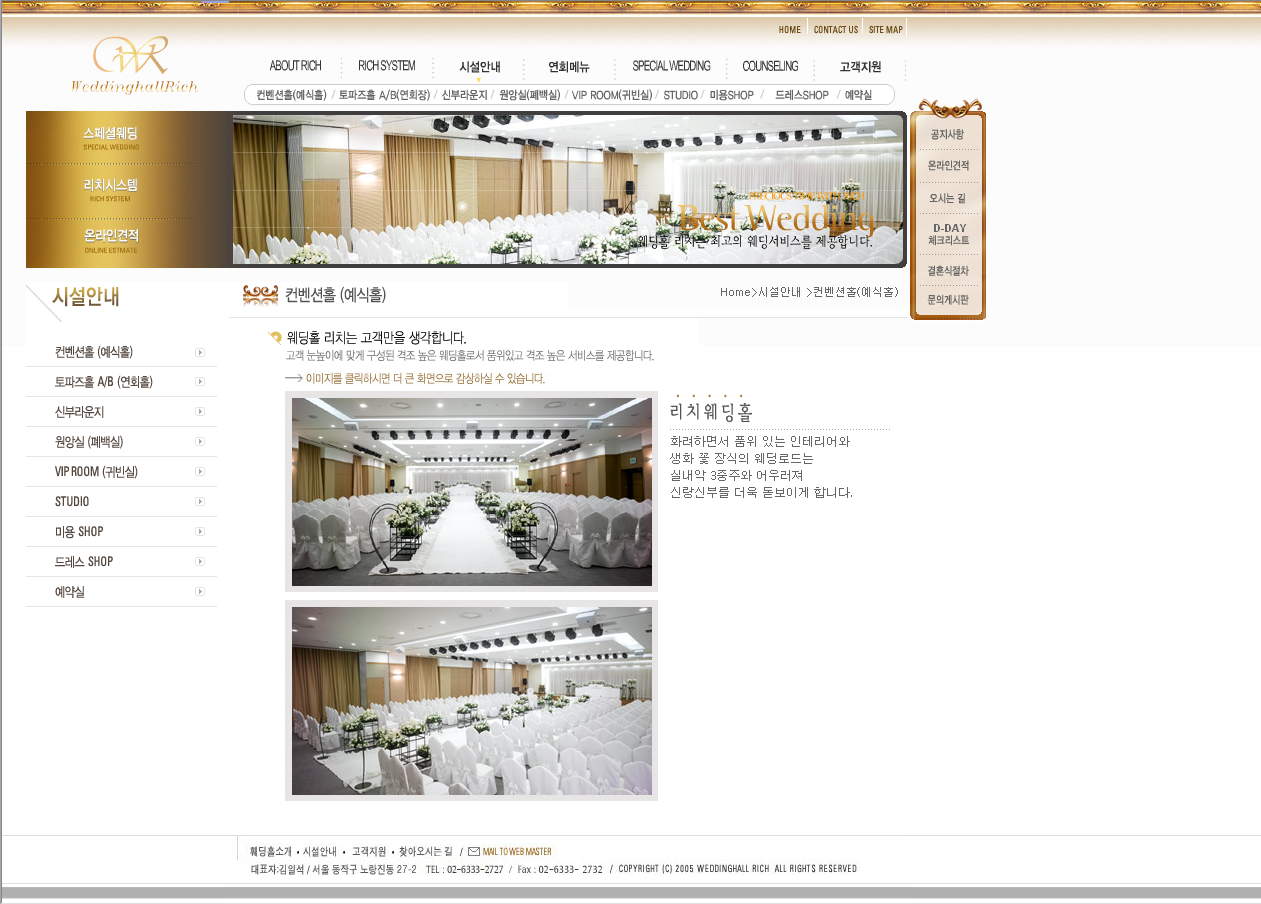 HOME CONTACT US SITE MAP
WR
WeddinghallRich
ABOUT RICH RICH SYSTEM 시설안내 연회메뉴 SPECIAL WEDDING COUNSELING 고객지원
컨벤션홀(예식홀) / 토파즈홀 A/B(연회장) / 신부라운지 / 원앙실(폐백실) / VIP ROOM(귀빈실) / STUDIO / 미용SHOP / 드레스SHOP / 예약실
스페셜웨딩
SPECIAL WEDDING
리치시스템
RICH SYSTEM
온라인견적
ONLINE ESTMATE
Best Wedding
웨딩홀 리치는 최고의 웨딩서비스를 제공합니다.
공지사항
온라인견적
오시는 길
D-DAY
체크리스트
결혼식절차
문의게시판
시설안내
컨벤션홀 (예식홀)
토파즈홀 A/B (연회홀)
신부라운지
원앙실 (폐백실)
VIP ROOM (귀빈실)
STUDIO
미용 SHOP
드레스 SHOP
예약실
컨벤션홀 (예식홀)
Home>시설안내 >컨벤션홀(예식홀)
웨딩홀 리치는 고객만을 생각합니다.
고객 눈높이에 맞게 구성된 격조 높은 웨딩홀로서 품위있고 격조 높은 서비스를 제공합니다.
이미지를 클릭하시면 더 큰 화면으로 감상하실 수 있습니다.
리치웨딩홀
화려하면서 품위 있는 인테리어와
생화 꽃 장식의 웨딩로드는
실내악 3중주와 어우러져
신랑신부를 더욱 돋보이게 합니다.
웨딩홀소개 • 시설안내 • 고객지원 • 찾아오시는 길 / MAIL TO WEB MASTER
대표자:김일석 / 서울 동작구 노량진동 27-2 TEL : 02-6333-2727 / Fax : 02-6333- 2732 / COPYRIGHT (C) 2005 WEDDINGHALL RICH ALL RIGHTS RESERVED